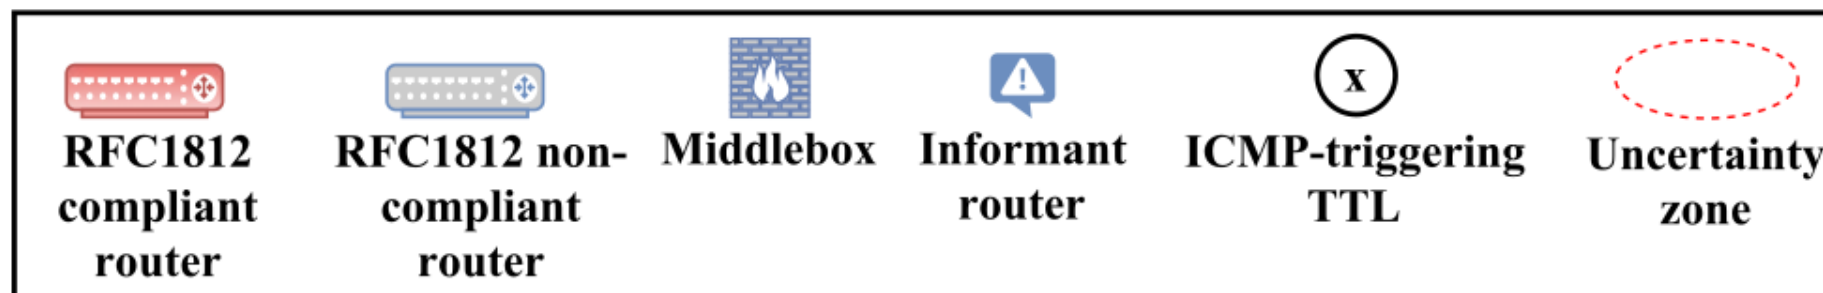 x
RFC1812
compliant
router
RFC1812 non-
compliant
router
Middlebox
Informant
router
ICMP-triggering
TTL
Uncertainty
zone